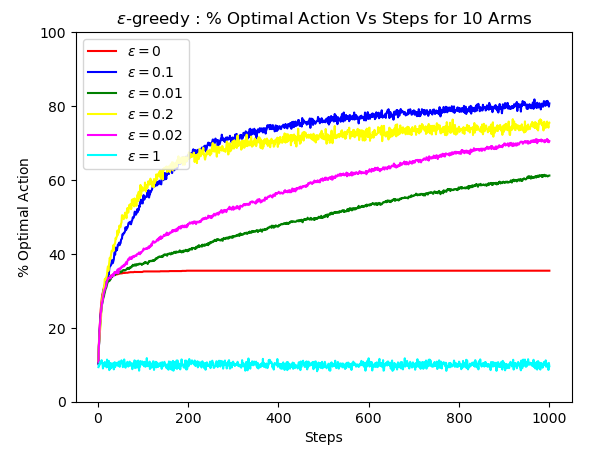 ε-greedy : % Optimal Action Vs Steps for 10 Arms
100
80
60
40
20
0
% Optimal Action
ε = 0
ε = 0.1
ε = 0.01
ε = 0.2
ε = 0.02
ε = 1
0 200 400 600 800 1000
Steps